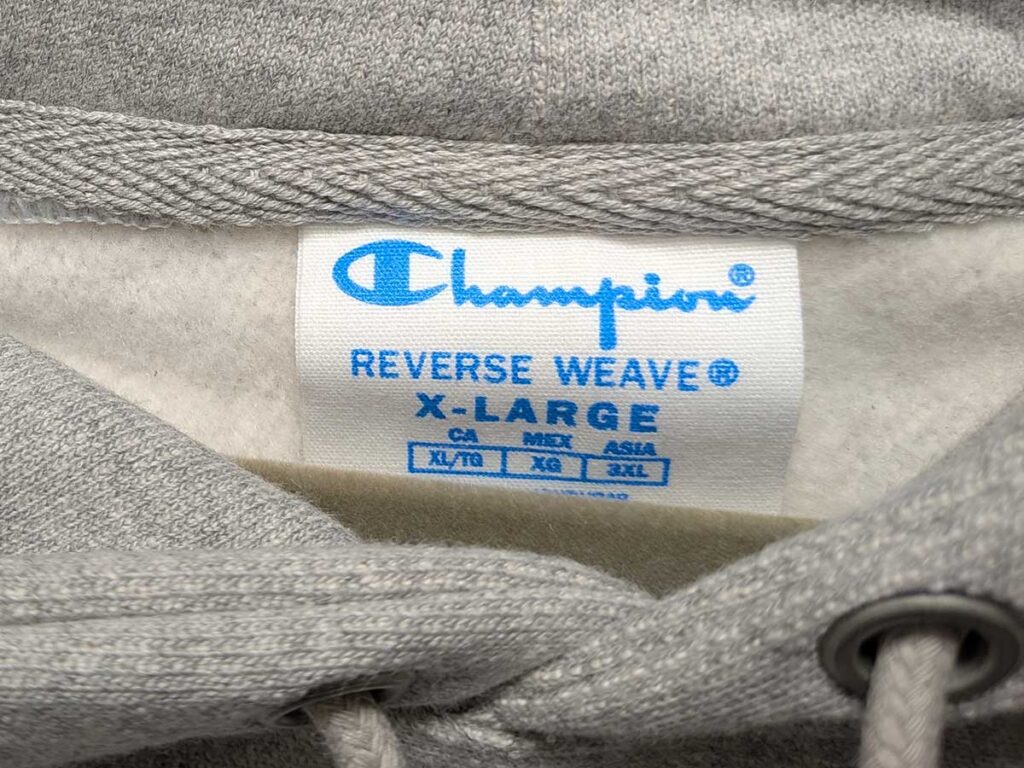 Champion®
REVERSE WEAVE®
X-LARGE
CA MEX ASIA
XL/TG XG 3XL